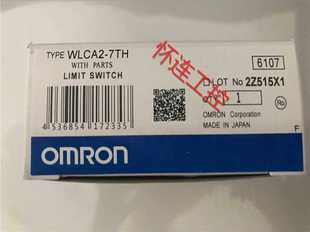 TYPE WLCA2-7TH
WITH PARTS
LIMIT SWITCH
怀连工控
6107
LOT No 2Z515X1
QTY 1
4 536854 172335
OMRON Corporation
MADE IN JAPAN
OMRON
F